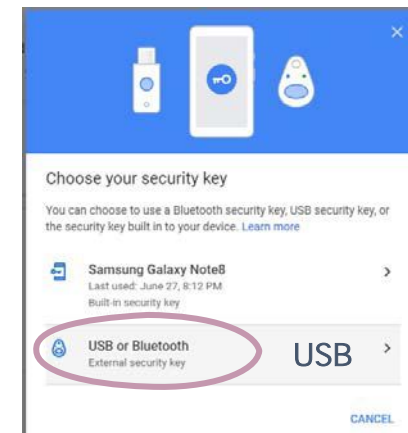 Choose your security key
You can choose to use a Bluetooth security key, USB security key, or
the security key built in to your device. Learn more
Samsung Galaxy Note8
Last used: June 27, 8:12 PM
Built-in security key
USB or Bluetooth
External security key
USB
CANCEL